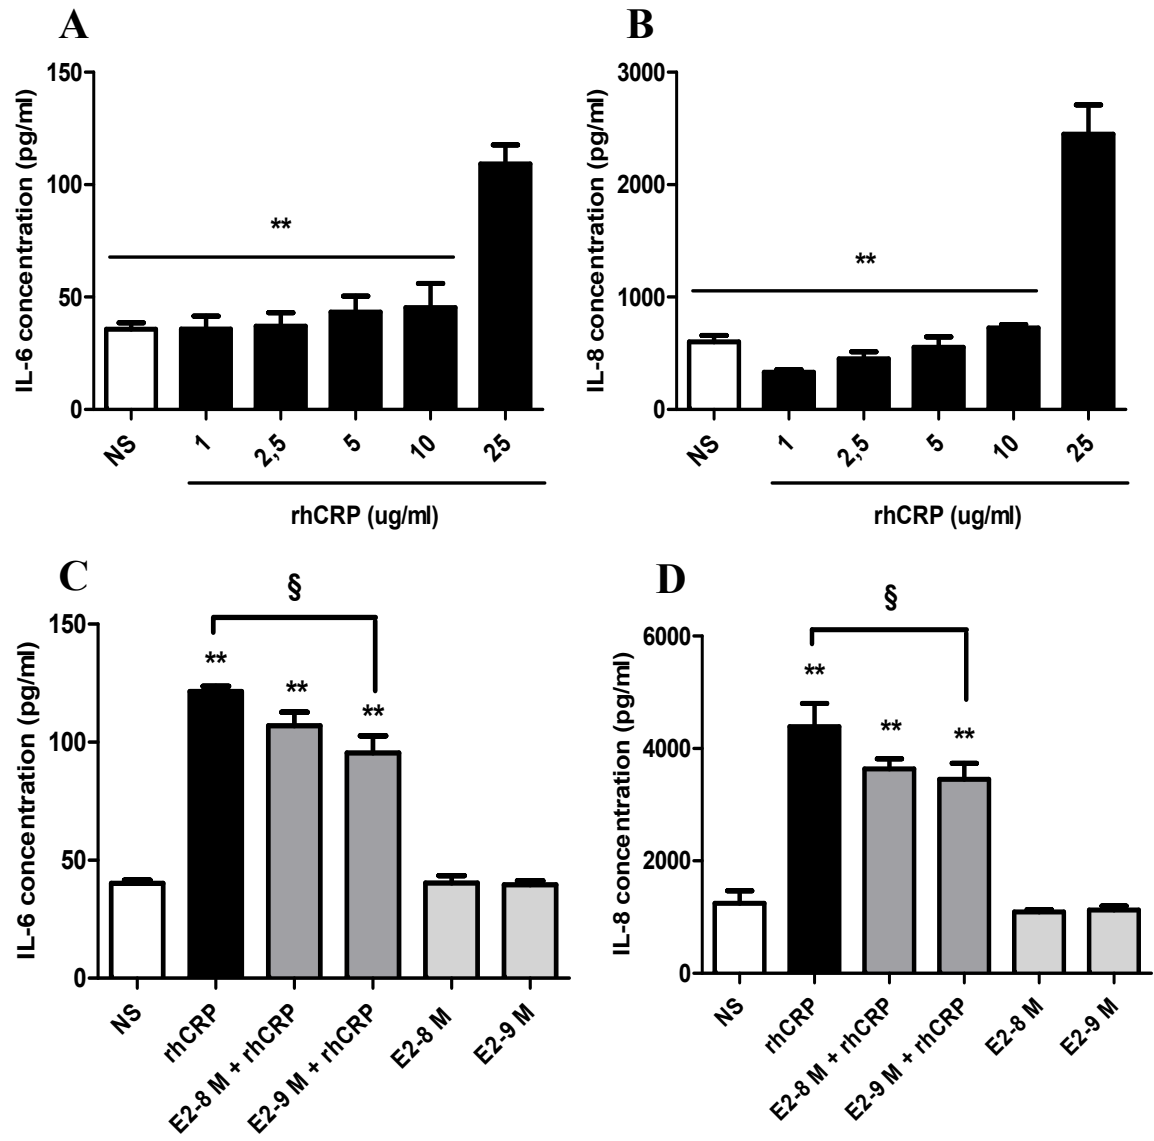 A
IL-6 concentration (pg/ml)
150
100
50
0
**
NS
1
2,5
5
10
25
rhCRP (ug/ml)
B
IL-8 concentration (pg/ml)
3000
2000
1000
0
**
NS
1
2,5
5
10
25
rhCRP (ug/ml)
C
IL-6 concentration (pg/ml)
150
100
50
0
§
**
**
**
NS
rhCRP
E2-8 M + rhCRP
E2-9 M + rhCRP
E2-8 M
E2-9 M
D
IL-8 concentration (pg/ml)
6000
4000
2000
0
§
**
**
**
NS
rhCRP
E2-8 M + rhCRP
E2-9 M + rhCRP
E2-8 M
E2-9 M